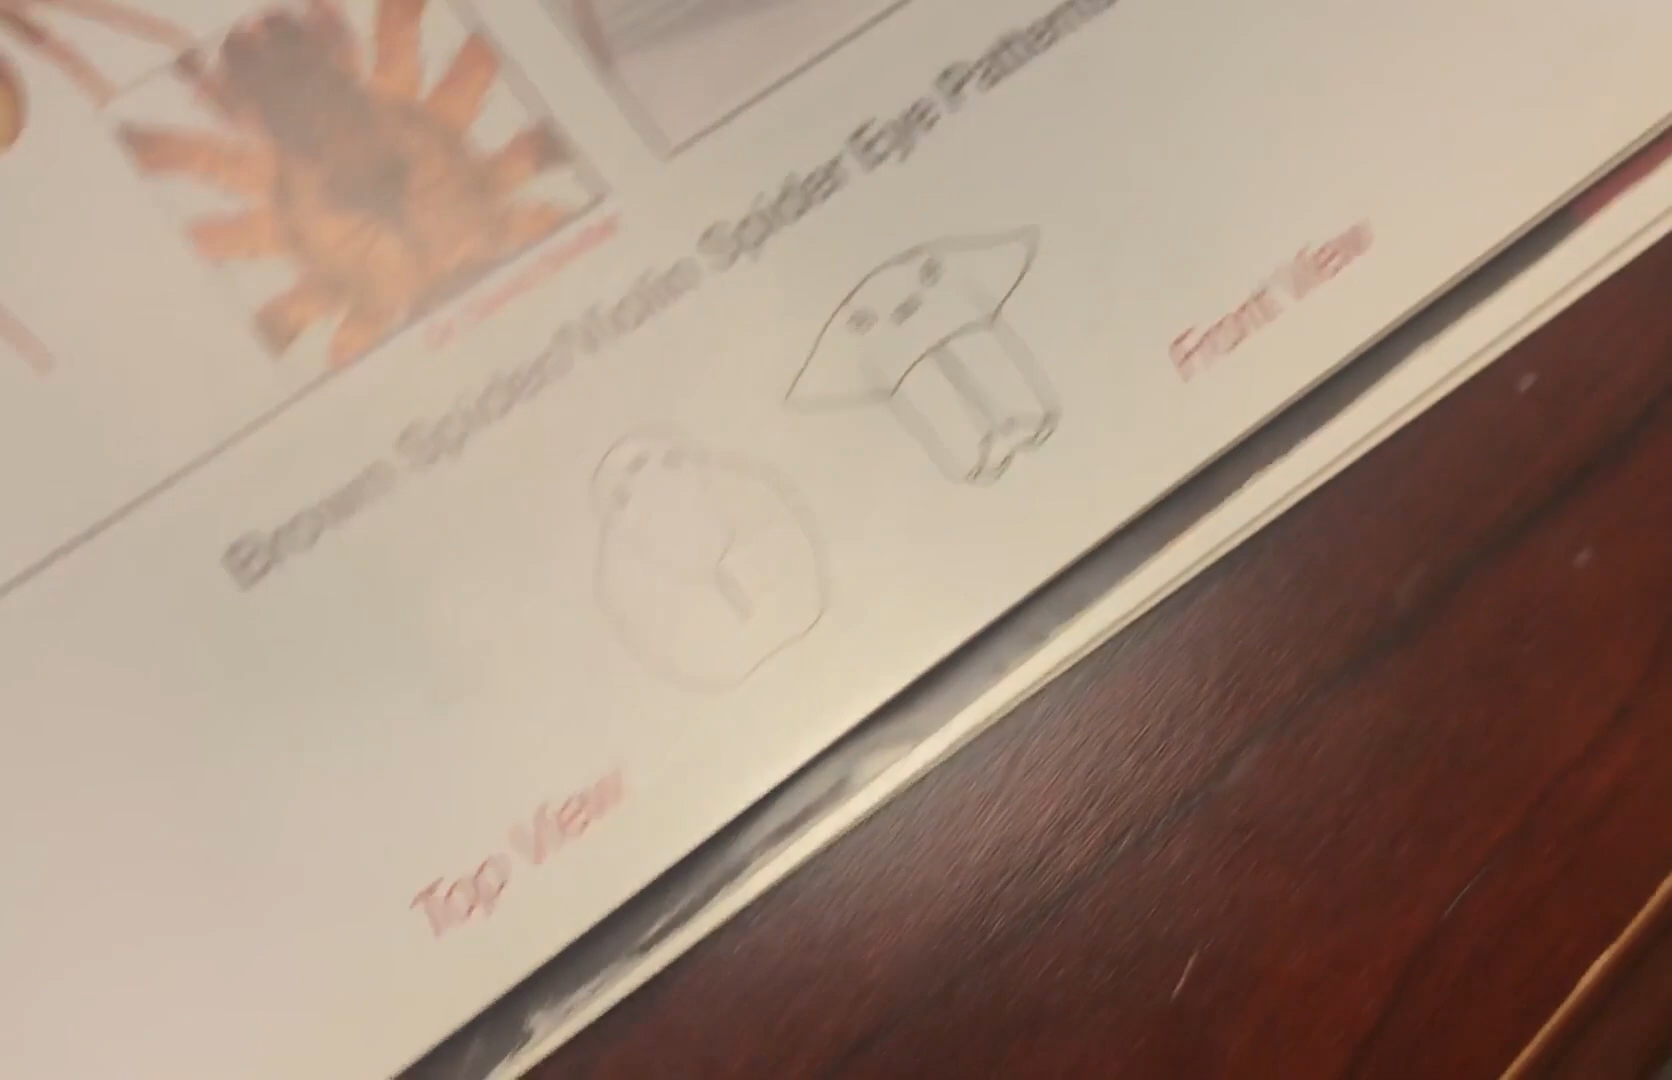 Brown Spider/Violin Spider Eye Patterns
Front View
Top View